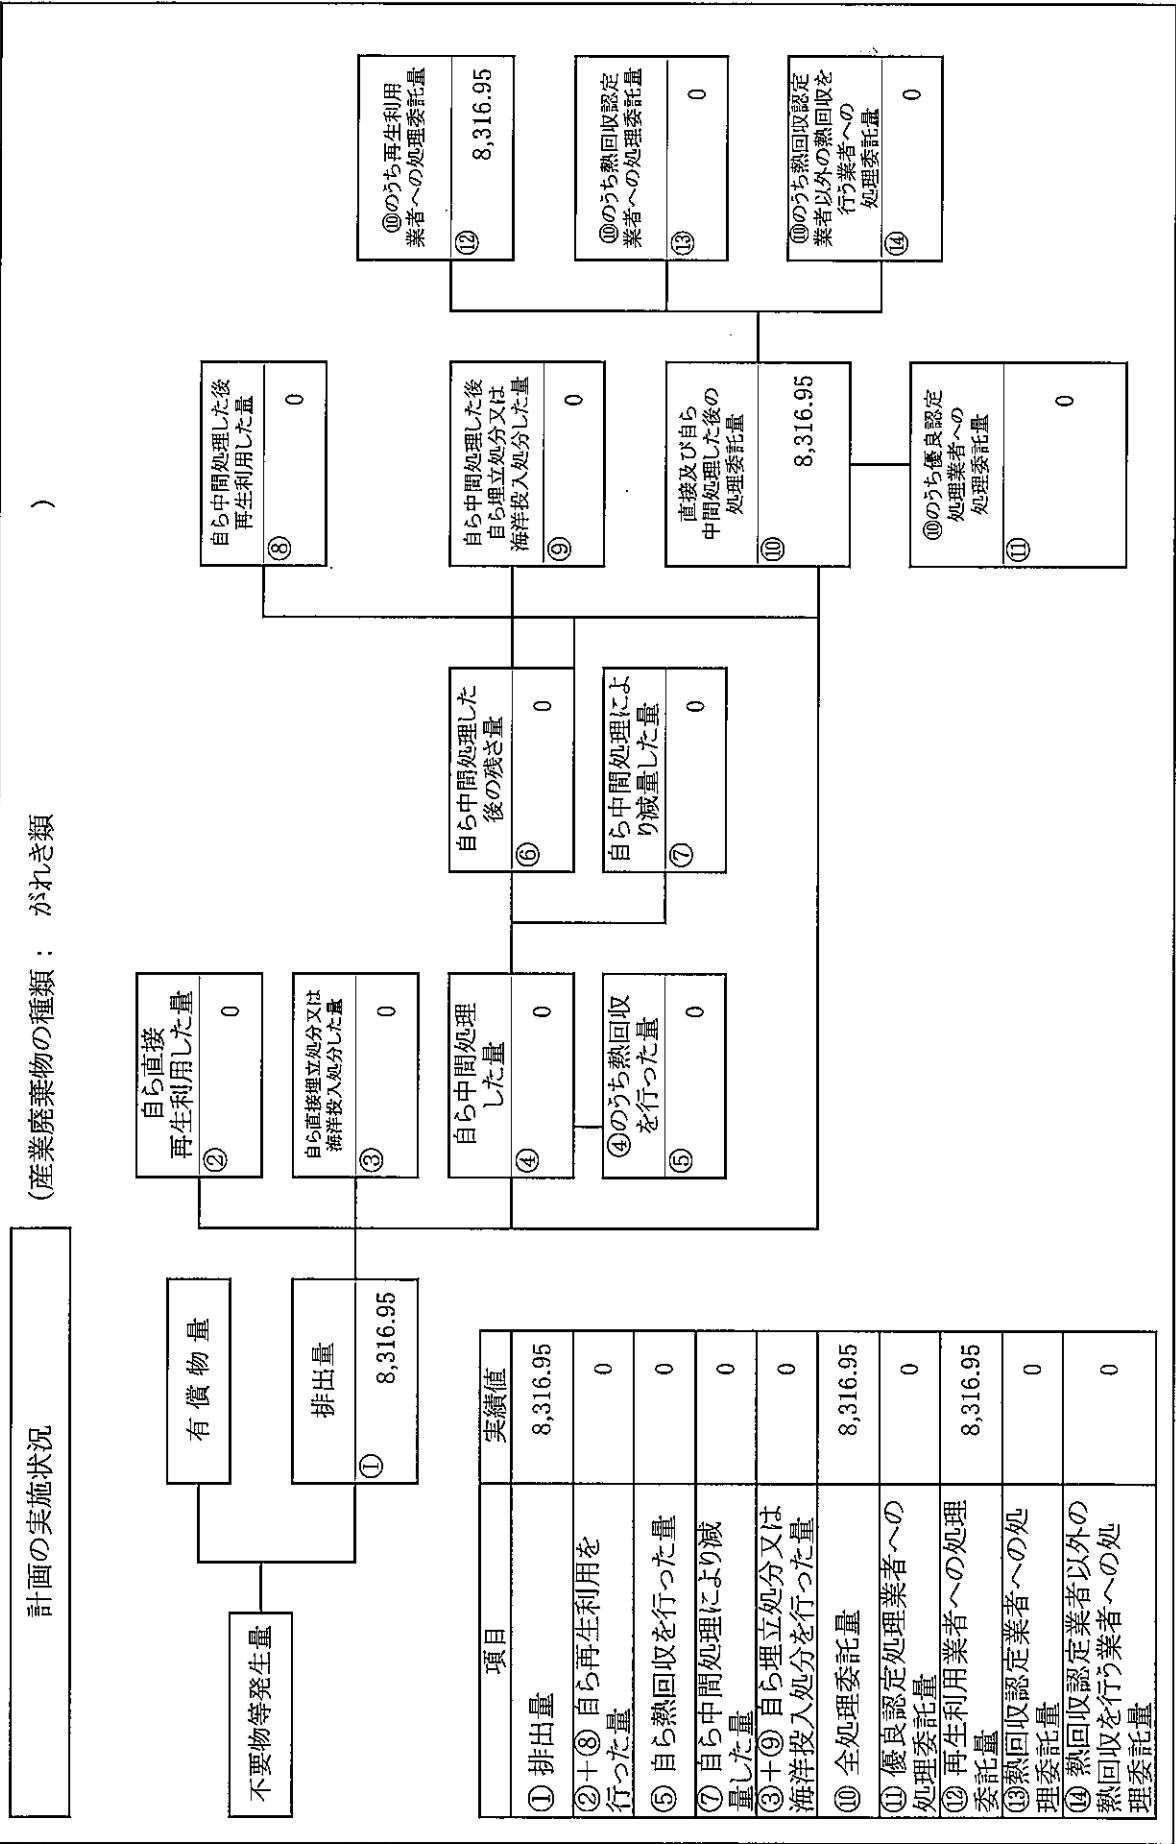 計画の実施状況
(産業廃棄物の種類： がれき類 )
不要物等発生量
有償物量
排出量
① 8,316.95
自ら直接
再生利用した量
② 0
自ら直接埋立処分又は
海洋投入処分した量
③ 0
自ら中間処理
した量
④ 0
④のうち熱回収
を行った量
⑤ 0
自ら中間処理した
後の残さ量
⑥ 0
自ら中間処理によ
り減量した量
⑦ 0
自ら中間処理した後
再生利用した量
⑧ 0
自ら中間処理した後
自ら埋立処分又は
海洋投入処分した量
⑨ 0
直接及び自ら
中間処理した後の
処理委託量
⑩ 8,316.95
⑩のうち優良認定
処理業者への
処理委託量
⑪ 0
⑩のうち再生利用
業者への処理委託量
⑫ 8,316.95
⑩のうち熱回収認定
業者への処理委託量
⑬ 0
⑩のうち熱回収認定
業者以外の熱回収を
行う業者への
処理委託量
⑭ 0
項目 実績値
① 排出量 8,316.95
②＋⑧ 自ら再生利用を
行った量 0
⑤ 自ら熱回収を行った量 0
⑦ 自ら中間処理により減
量した量 0
③＋⑨ 自ら埋立処分又は
海洋投入処分を行った量 0
⑩ 全処理委託量 8,316.95
⑪ 優良認定処理業者への
処理委託量 0
⑫ 再生利用業者への処理
委託量 8,316.95
⑬熱回収認定業者への処
理委託量 0
⑭ 熱回収認定業者以外の
熱回収を行う業者への処
理委託量 0